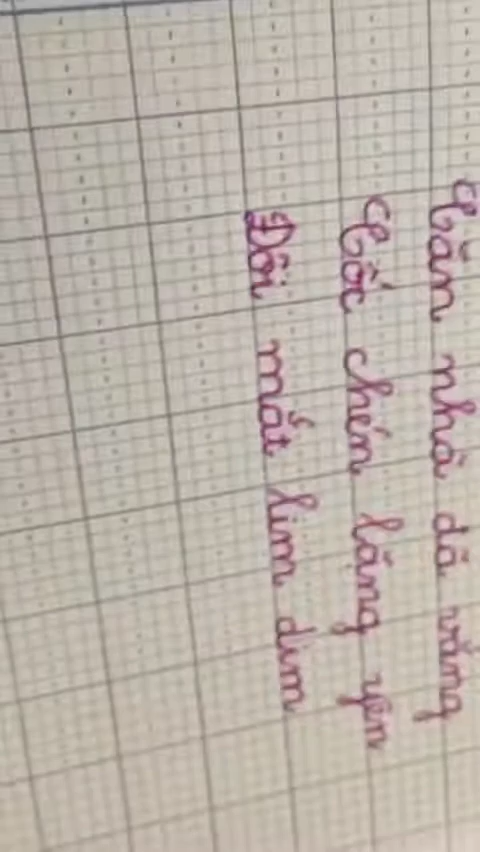 Căn nhà đã vắng
Cốc chén lặng yên
Đôi mắt lim dim